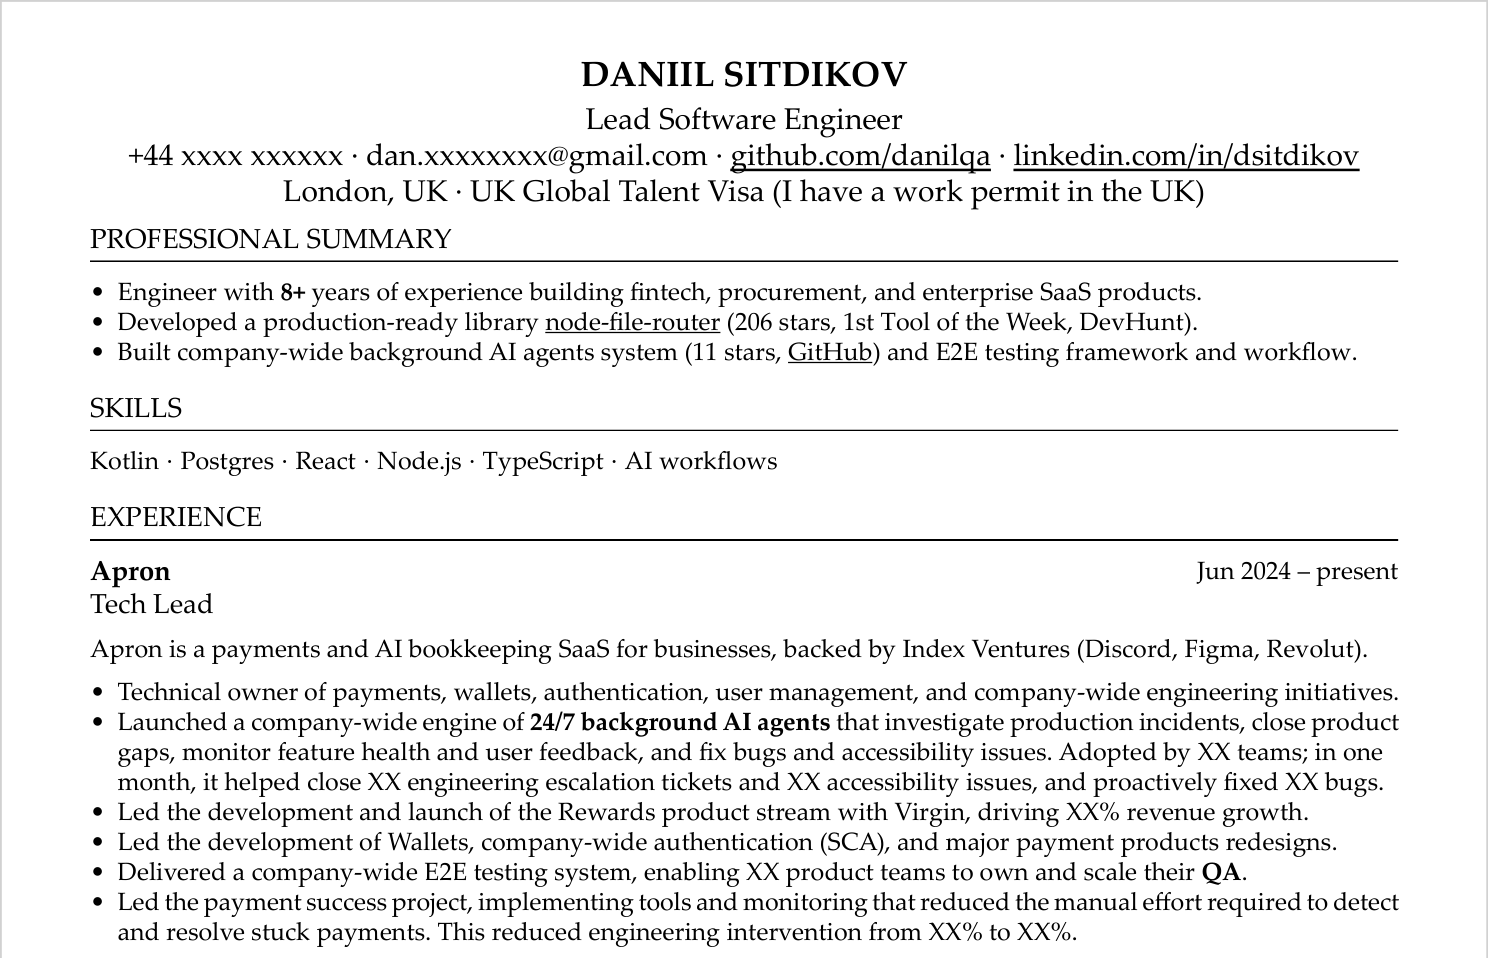 DANIIL SITDIKOV
Lead Software Engineer
+44 xxxx xxxxxx · dan.xxxxxxxx@gmail.com · github.com/danilqa · linkedin.com/in/dsitdikov
London, UK · UK Global Talent Visa (I have a work permit in the UK)
PROFESSIONAL SUMMARY
• Engineer with 8+ years of experience building fintech, procurement, and enterprise SaaS products.
• Developed a production-ready library node-file-router (206 stars, 1st Tool of the Week, DevHunt).
• Built company-wide background AI agents system (11 stars, GitHub) and E2E testing framework and workflow.
SKILLS
Kotlin · Postgres · React · Node.js · TypeScript · AI workflows
EXPERIENCE
Apron Jun 2024 – present
Tech Lead
Apron is a payments and AI bookkeeping SaaS for businesses, backed by Index Ventures (Discord, Figma, Revolut).
• Technical owner of payments, wallets, authentication, user management, and company-wide engineering initiatives.
• Launched a company-wide engine of 24/7 background AI agents that investigate production incidents, close product
gaps, monitor feature health and user feedback, and fix bugs and accessibility issues. Adopted by XX teams; in one
month, it helped close XX engineering escalation tickets and XX accessibility issues, and proactively fixed XX bugs.
• Led the development and launch of the Rewards product stream with Virgin, driving XX% revenue growth.
• Led the development of Wallets, company-wide authentication (SCA), and major payment products redesigns.
• Delivered a company-wide E2E testing system, enabling XX product teams to own and scale their QA.
• Led the payment success project, implementing tools and monitoring that reduced the manual effort required to detect
and resolve stuck payments. This reduced engineering intervention from XX% to XX%.